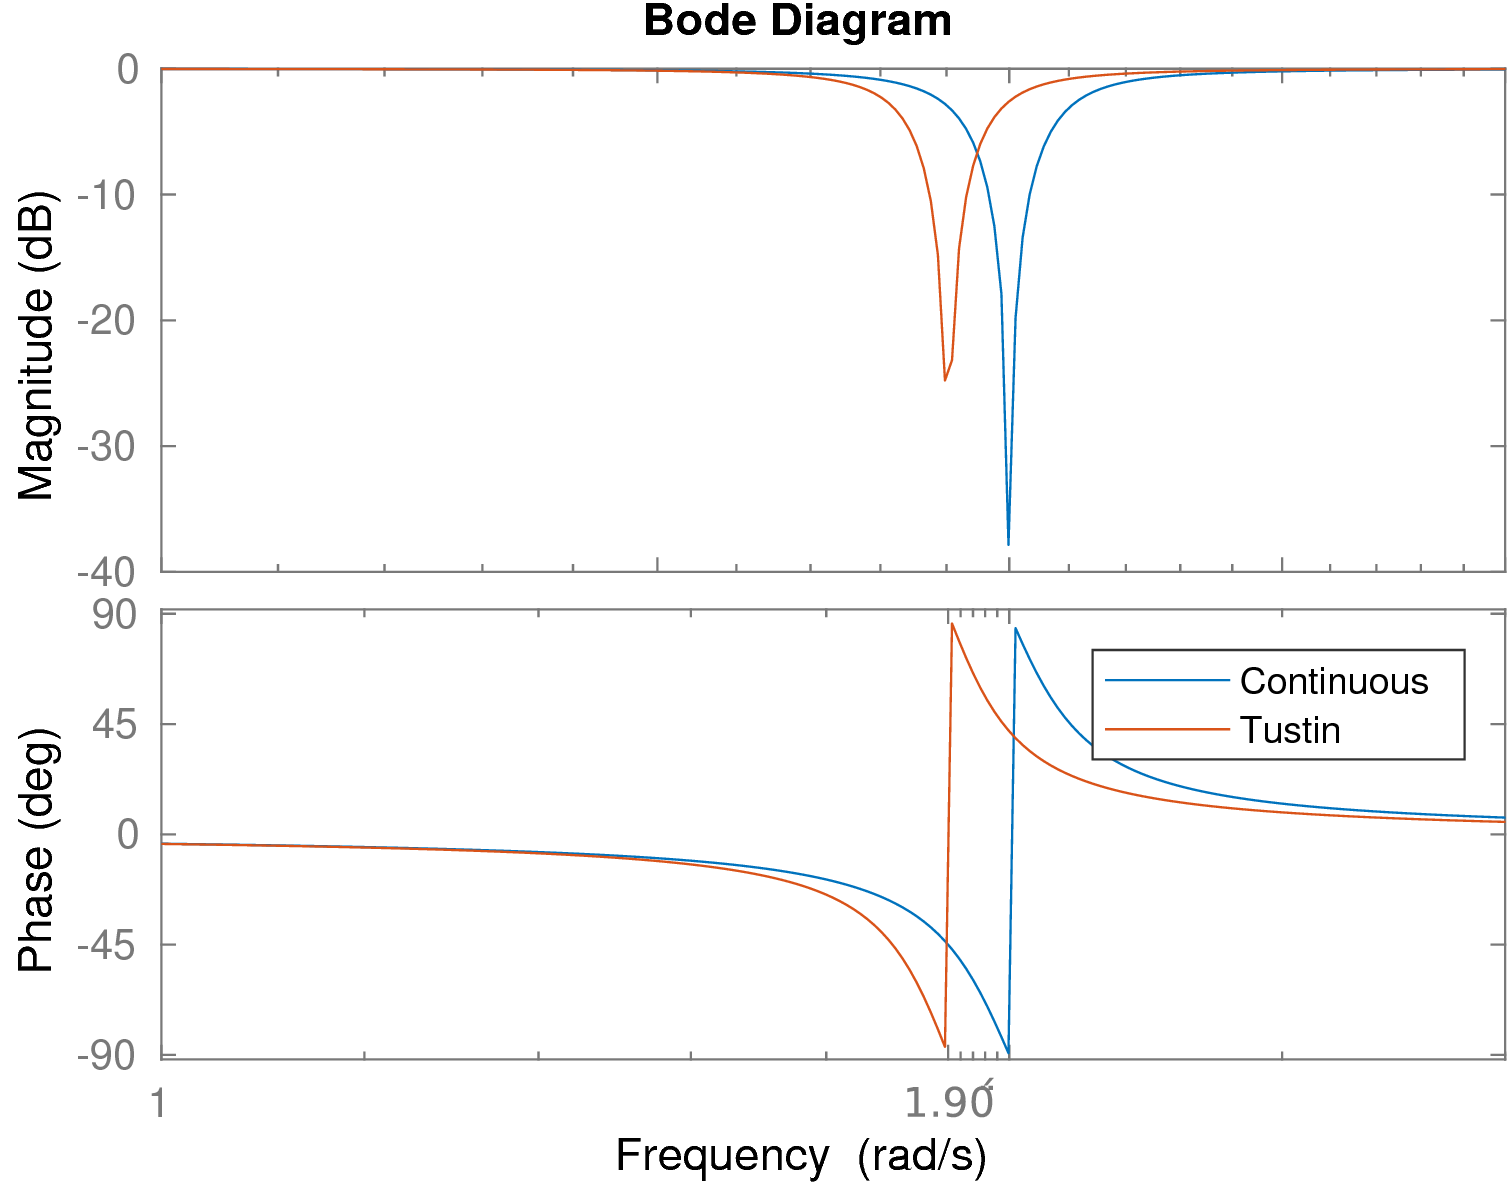 Bode Diagram
0
-10
-20
-30
-40
Magnitude (dB)
90
45
0
-45
-90
Phase (deg)
Continuous
Tustin
1
1.90
Frequency (rad/s)